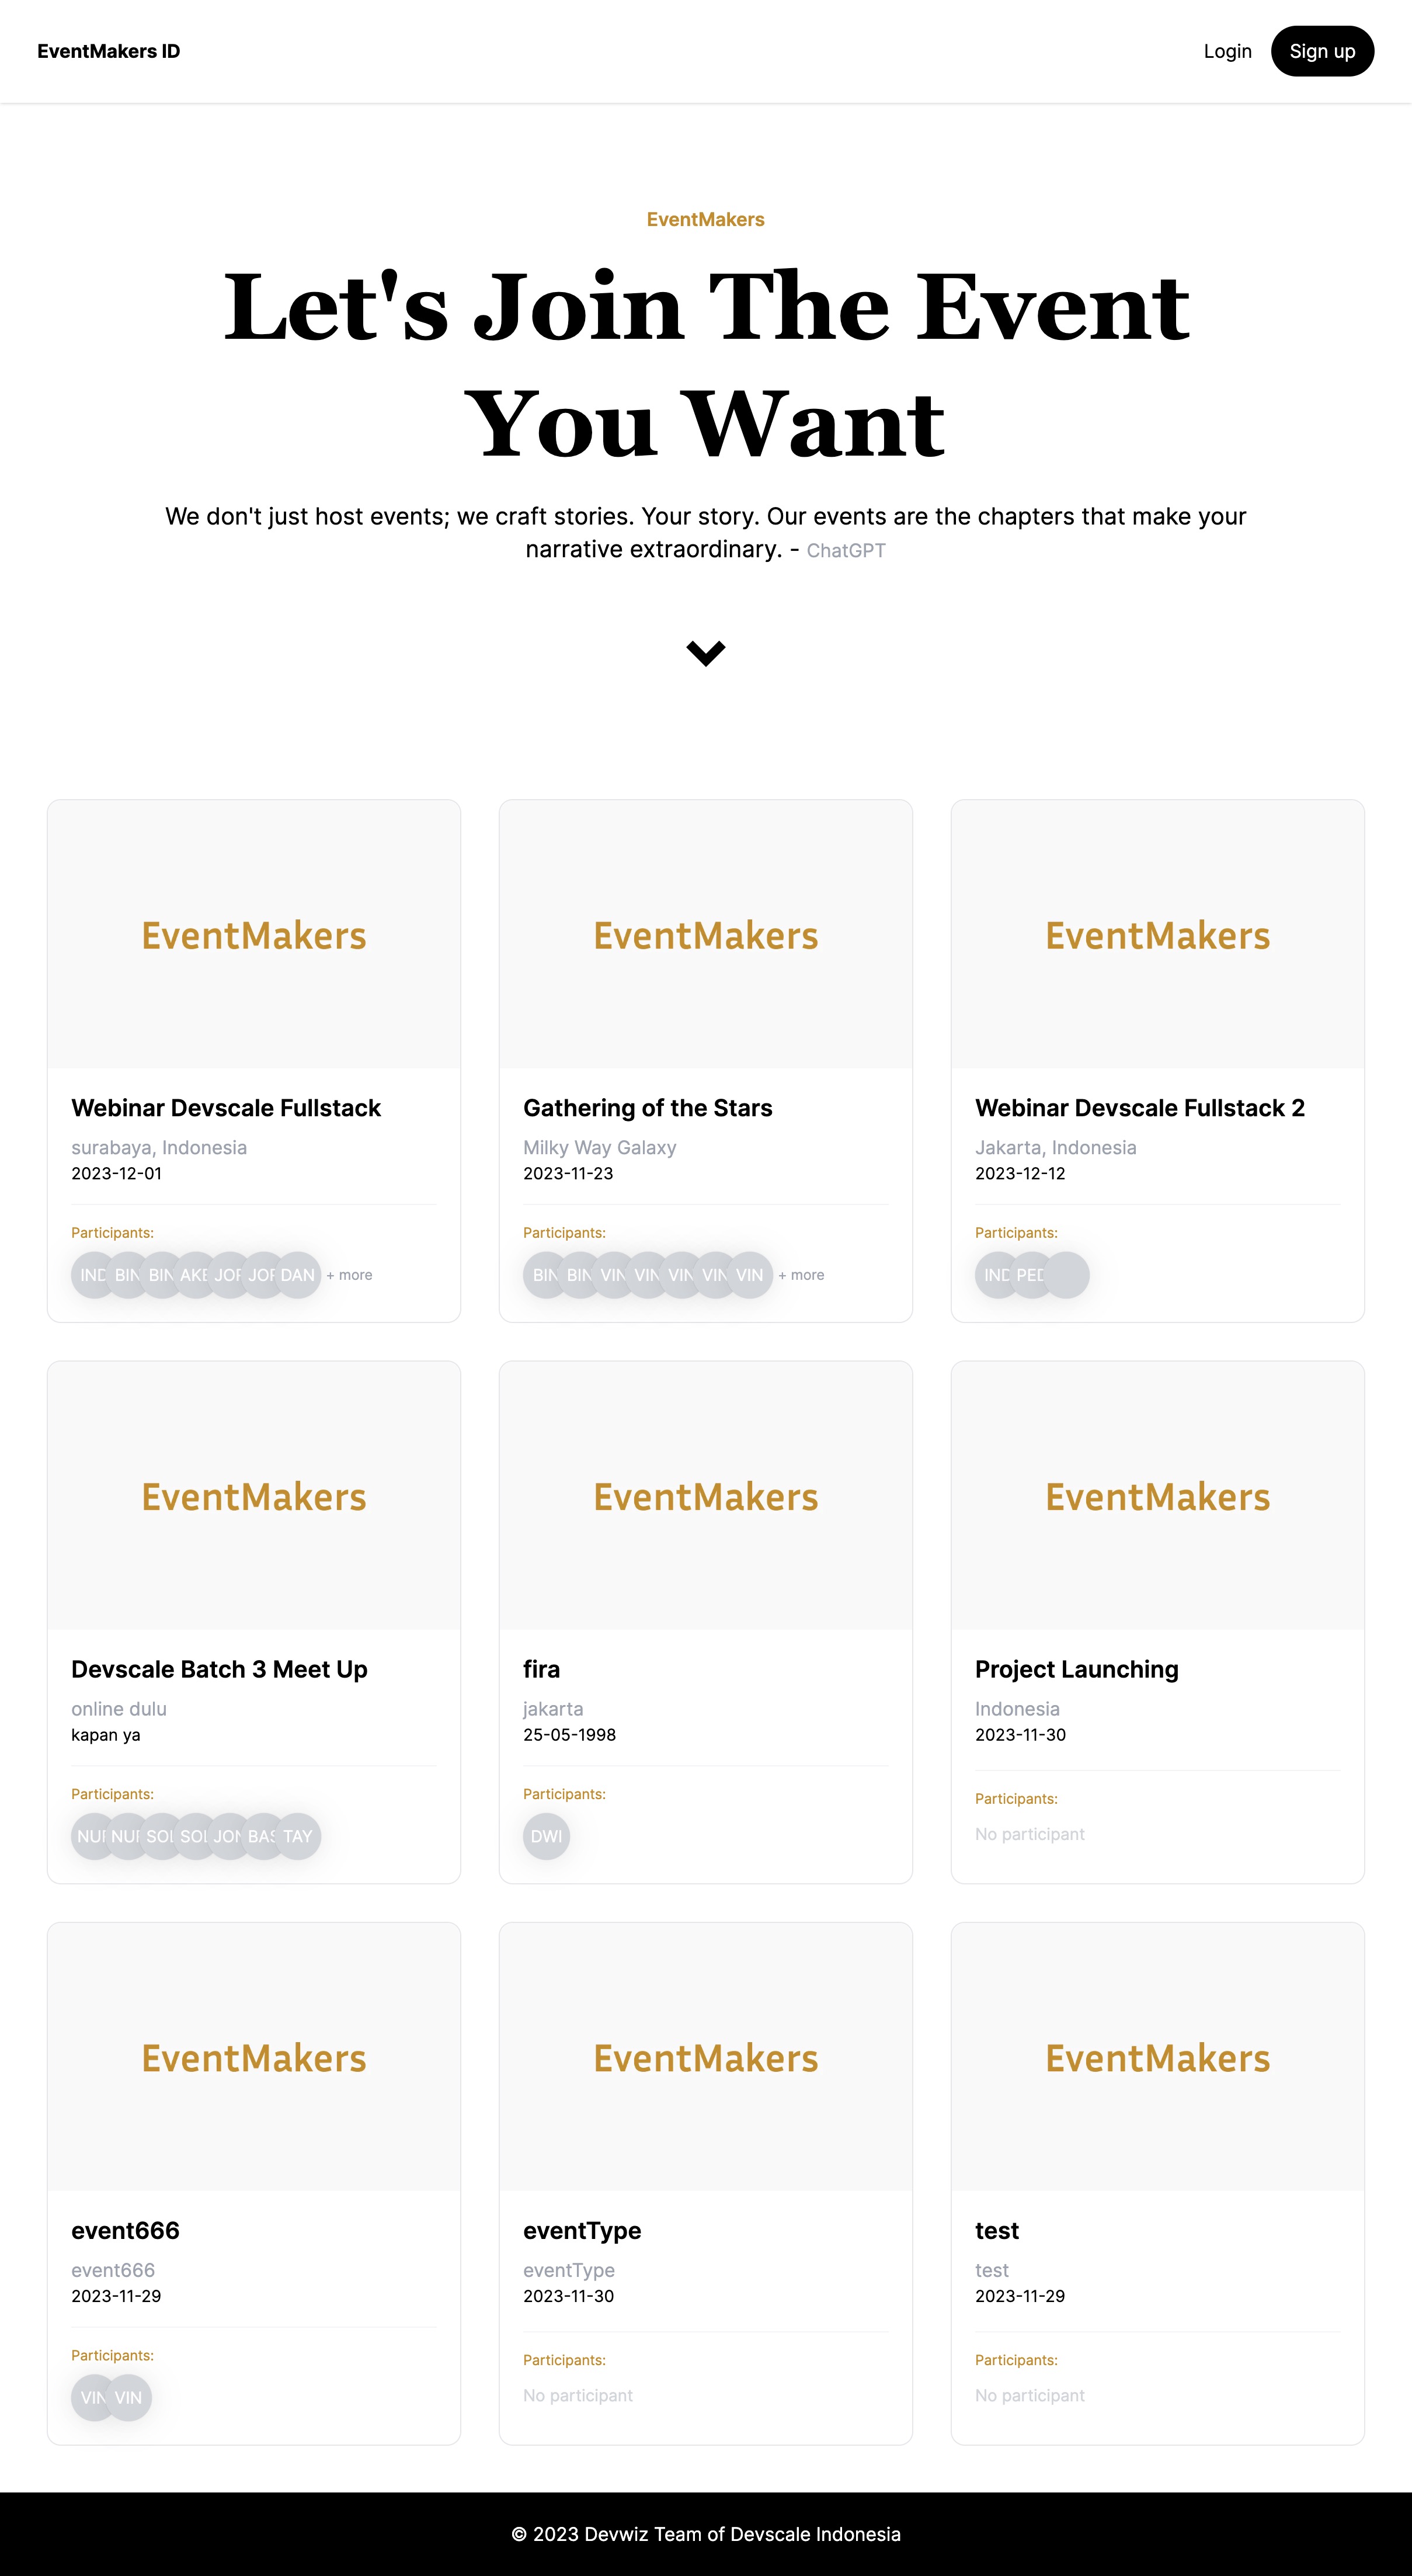 EventMakers ID
Login
Sign up
EventMakers
Let's Join The Event
You Want
We don't just host events; we craft stories. Your story. Our events are the chapters that make your
narrative extraordinary. - ChatGPT
EventMakers
Webinar Devscale Fullstack
surabaya, Indonesia
2023-12-01
Participants:
IND BIN BIN AKE JOF JOF DAN + more
EventMakers
Gathering of the Stars
Milky Way Galaxy
2023-11-23
Participants:
BIN BIN VIN VIN VIN VIN VIN + more
EventMakers
Webinar Devscale Fullstack 2
Jakarta, Indonesia
2023-12-12
Participants:
IND PED
EventMakers
Devscale Batch 3 Meet Up
online dulu
kapan ya
Participants:
SOL SOL JON BAS TAY
EventMakers
fira
jakarta
25-05-1998
Participants:
DWI
EventMakers
Project Launching
Indonesia
2023-11-30
Participants:
No participant
EventMakers
event666
event666
2023-11-29
Participants:
VIN VIN
EventMakers
eventType
eventType
2023-11-30
Participants:
No participant
EventMakers
test
test
2023-11-29
Participants:
No participant
© 2023 Devwiz Team of Devscale Indonesia